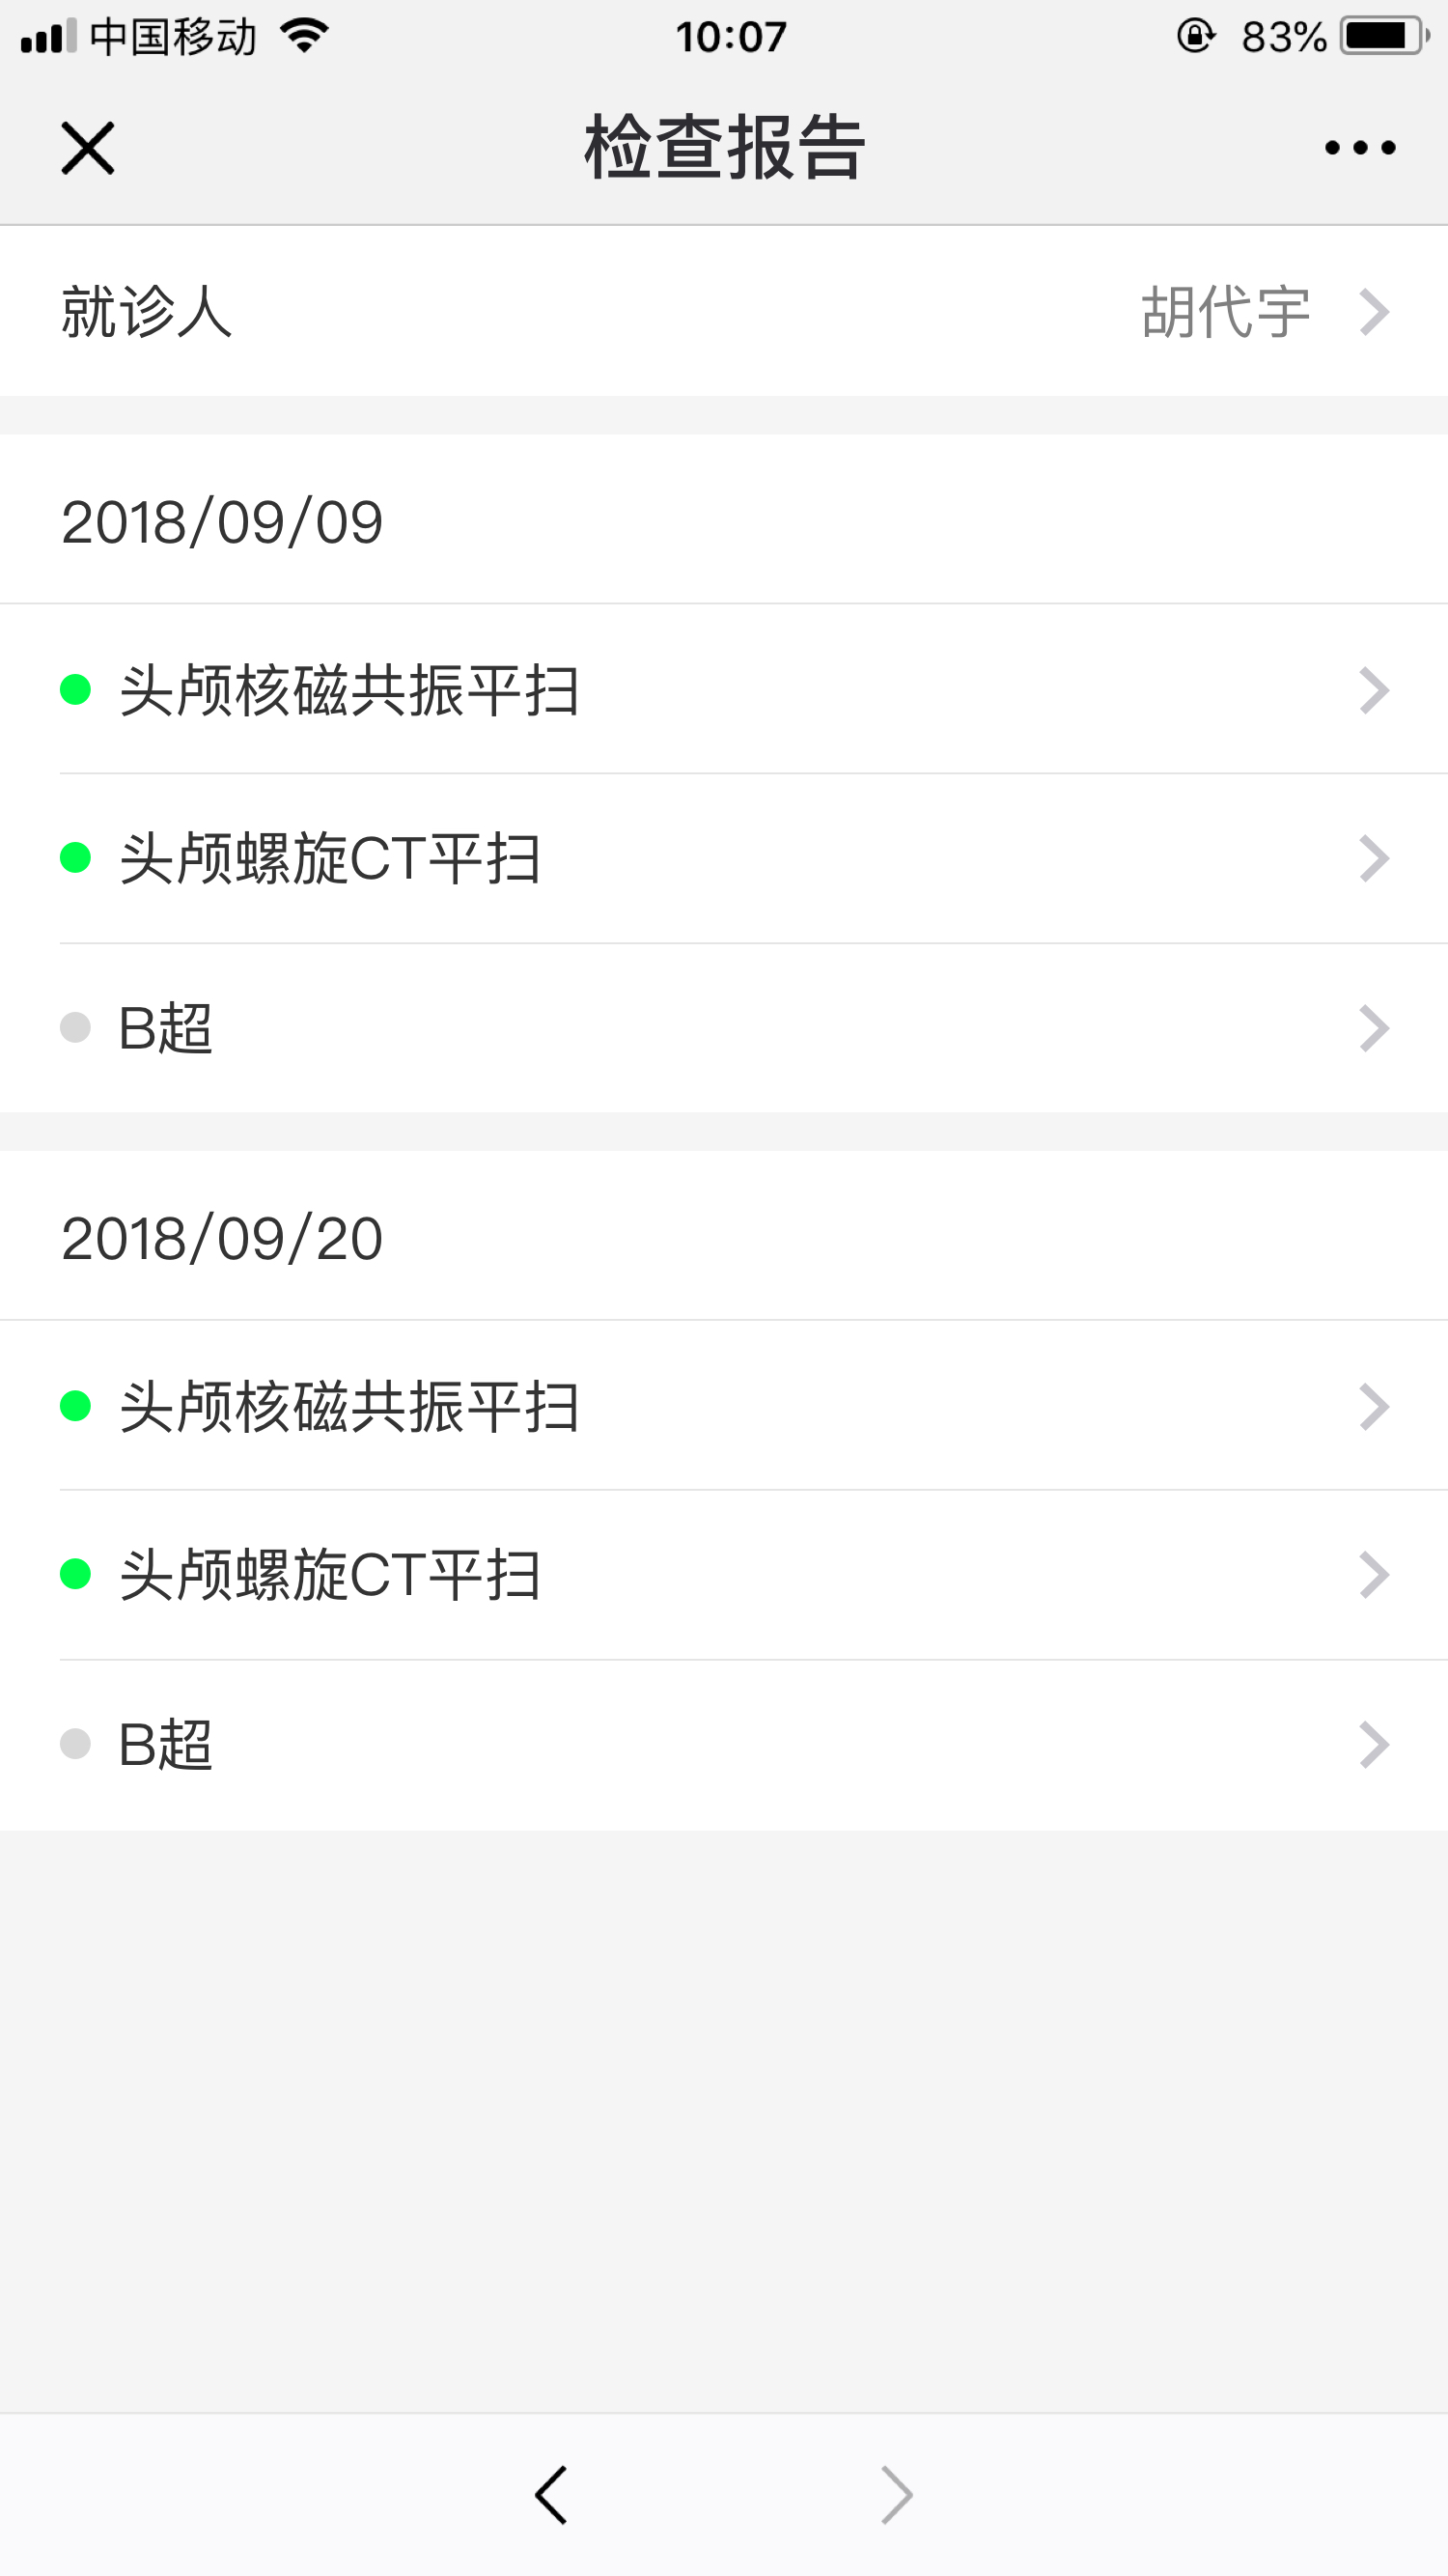 中国移动 10:07 83%
检查报告
就诊人 胡代宇
2018/09/09
头颅核磁共振平扫
头颅螺旋CT平扫
B超
2018/09/20
头颅核磁共振平扫
头颅螺旋CT平扫
B超